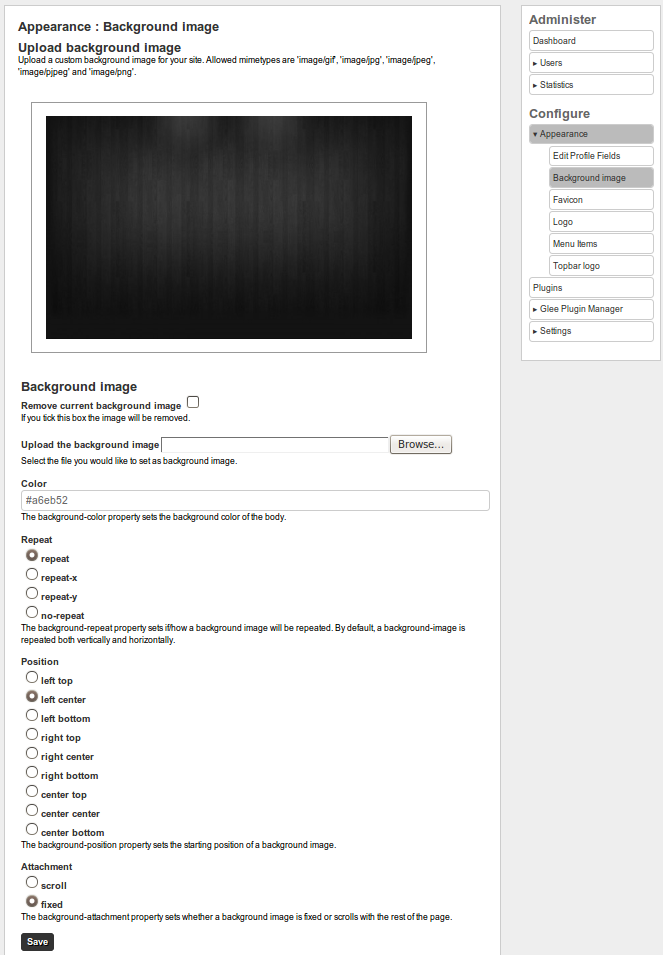 Appearance : Background image
Upload background image
Upload a custom background image for your site. Allowed mimetypes are 'image/gif', 'image/jpg', 'image/jpeg',
'image/pjpeg' and 'image/png'.
Background image
Remove current background image
If you tick this box the image will be removed.
Upload the background image Browse...
Select the file you would like to set as background image.
Color
#a6eb52
The background-color property sets the background color of the body.
Repeat
repeat
repeat-x
repeat-y
no-repeat
The background-repeat property sets if/how a background image will be repeated. By default, a background-image is
repeated both vertically and horizontally.
Position
left top
left center
left bottom
right top
right center
right bottom
center top
center center
center bottom
The background-position property sets the starting position of a background image.
Attachment
scroll
fixed
The background-attachment property sets whether a background image is fixed or scrolls with the rest of the page.
Save
Administer
Dashboard
▸ Users
▸ Statistics
Configure
▾ Appearance
Edit Profile Fields
Background image
Favicon
Logo
Menu Items
Topbar logo
Plugins
▸ Glee Plugin Manager
▸ Settings